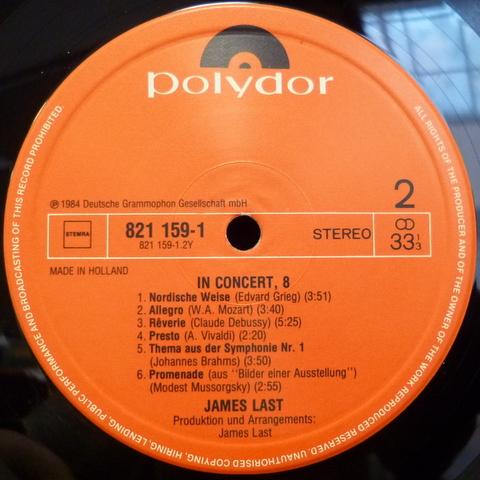 polydor
ALL RIGHTS OF THE PRODUCER AND OF THE OWNER OF THE WORK REPRODUCED RESERVED. UNAUTHORISED COPYING, HIRING, LENDING, PUBLIC PERFORMANCE AND BROADCASTING OF THIS RECORD PROHIBITED.
℗ 1984 Deutsche Grammophon Gesellschaft mbH
2
STEMRA
821 159-1
821 159-1.2Y
STEREO
33 1/3
MADE IN HOLLAND
IN CONCERT, 8
1. Nordische Weise (Edvard Grieg) (3:51)
2. Allegro (W.A. Mozart) (3:40)
3. Rêverie (Claude Debussy) (5:25)
4. Presto (A. Vivaldi) (2:20)
5. Thema aus der Symphonie Nr. 1
(Johannes Brahms) (3:50)
6. Promenade (aus ''Bilder einer Ausstellung'')
(Modest Mussorgsky) (2:55)
JAMES LAST
Produktion und Arrangements:
James Last